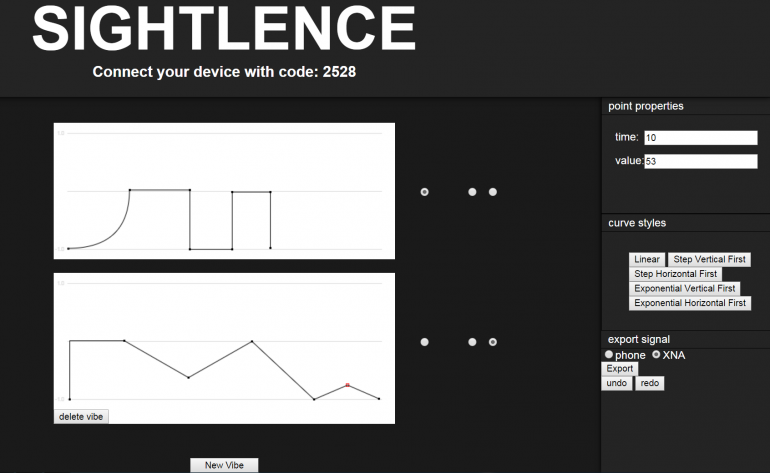 SIGHTLENCE
Connect your device with code: 2528
point properties
time: 10
value: 53
curve styles
Linear Step Vertical First
Step Horizontal First
Exponential Vertical First
Exponential Horizontal First
export signal
phone XNA
Export
undo redo
delete vibe
New Vibe